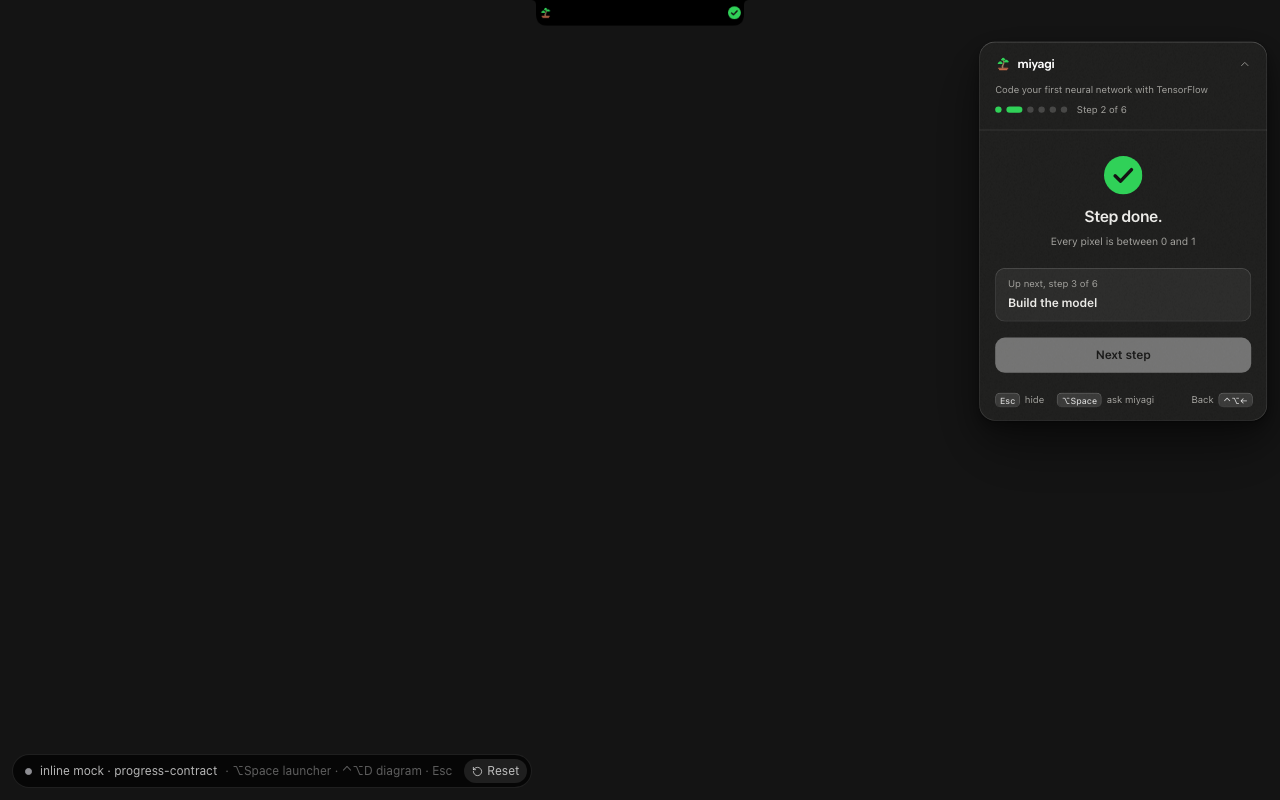 miyagi
Code your first neural network with TensorFlow
Step 2 of 6
Step done.
Every pixel is between 0 and 1
Up next, step 3 of 6
Build the model
Next step
Esc hide ⌥Space ask miyagi Back ^⌥←
inline mock · progress-contract · ⌥Space launcher · ^⌥D diagram · Esc Reset